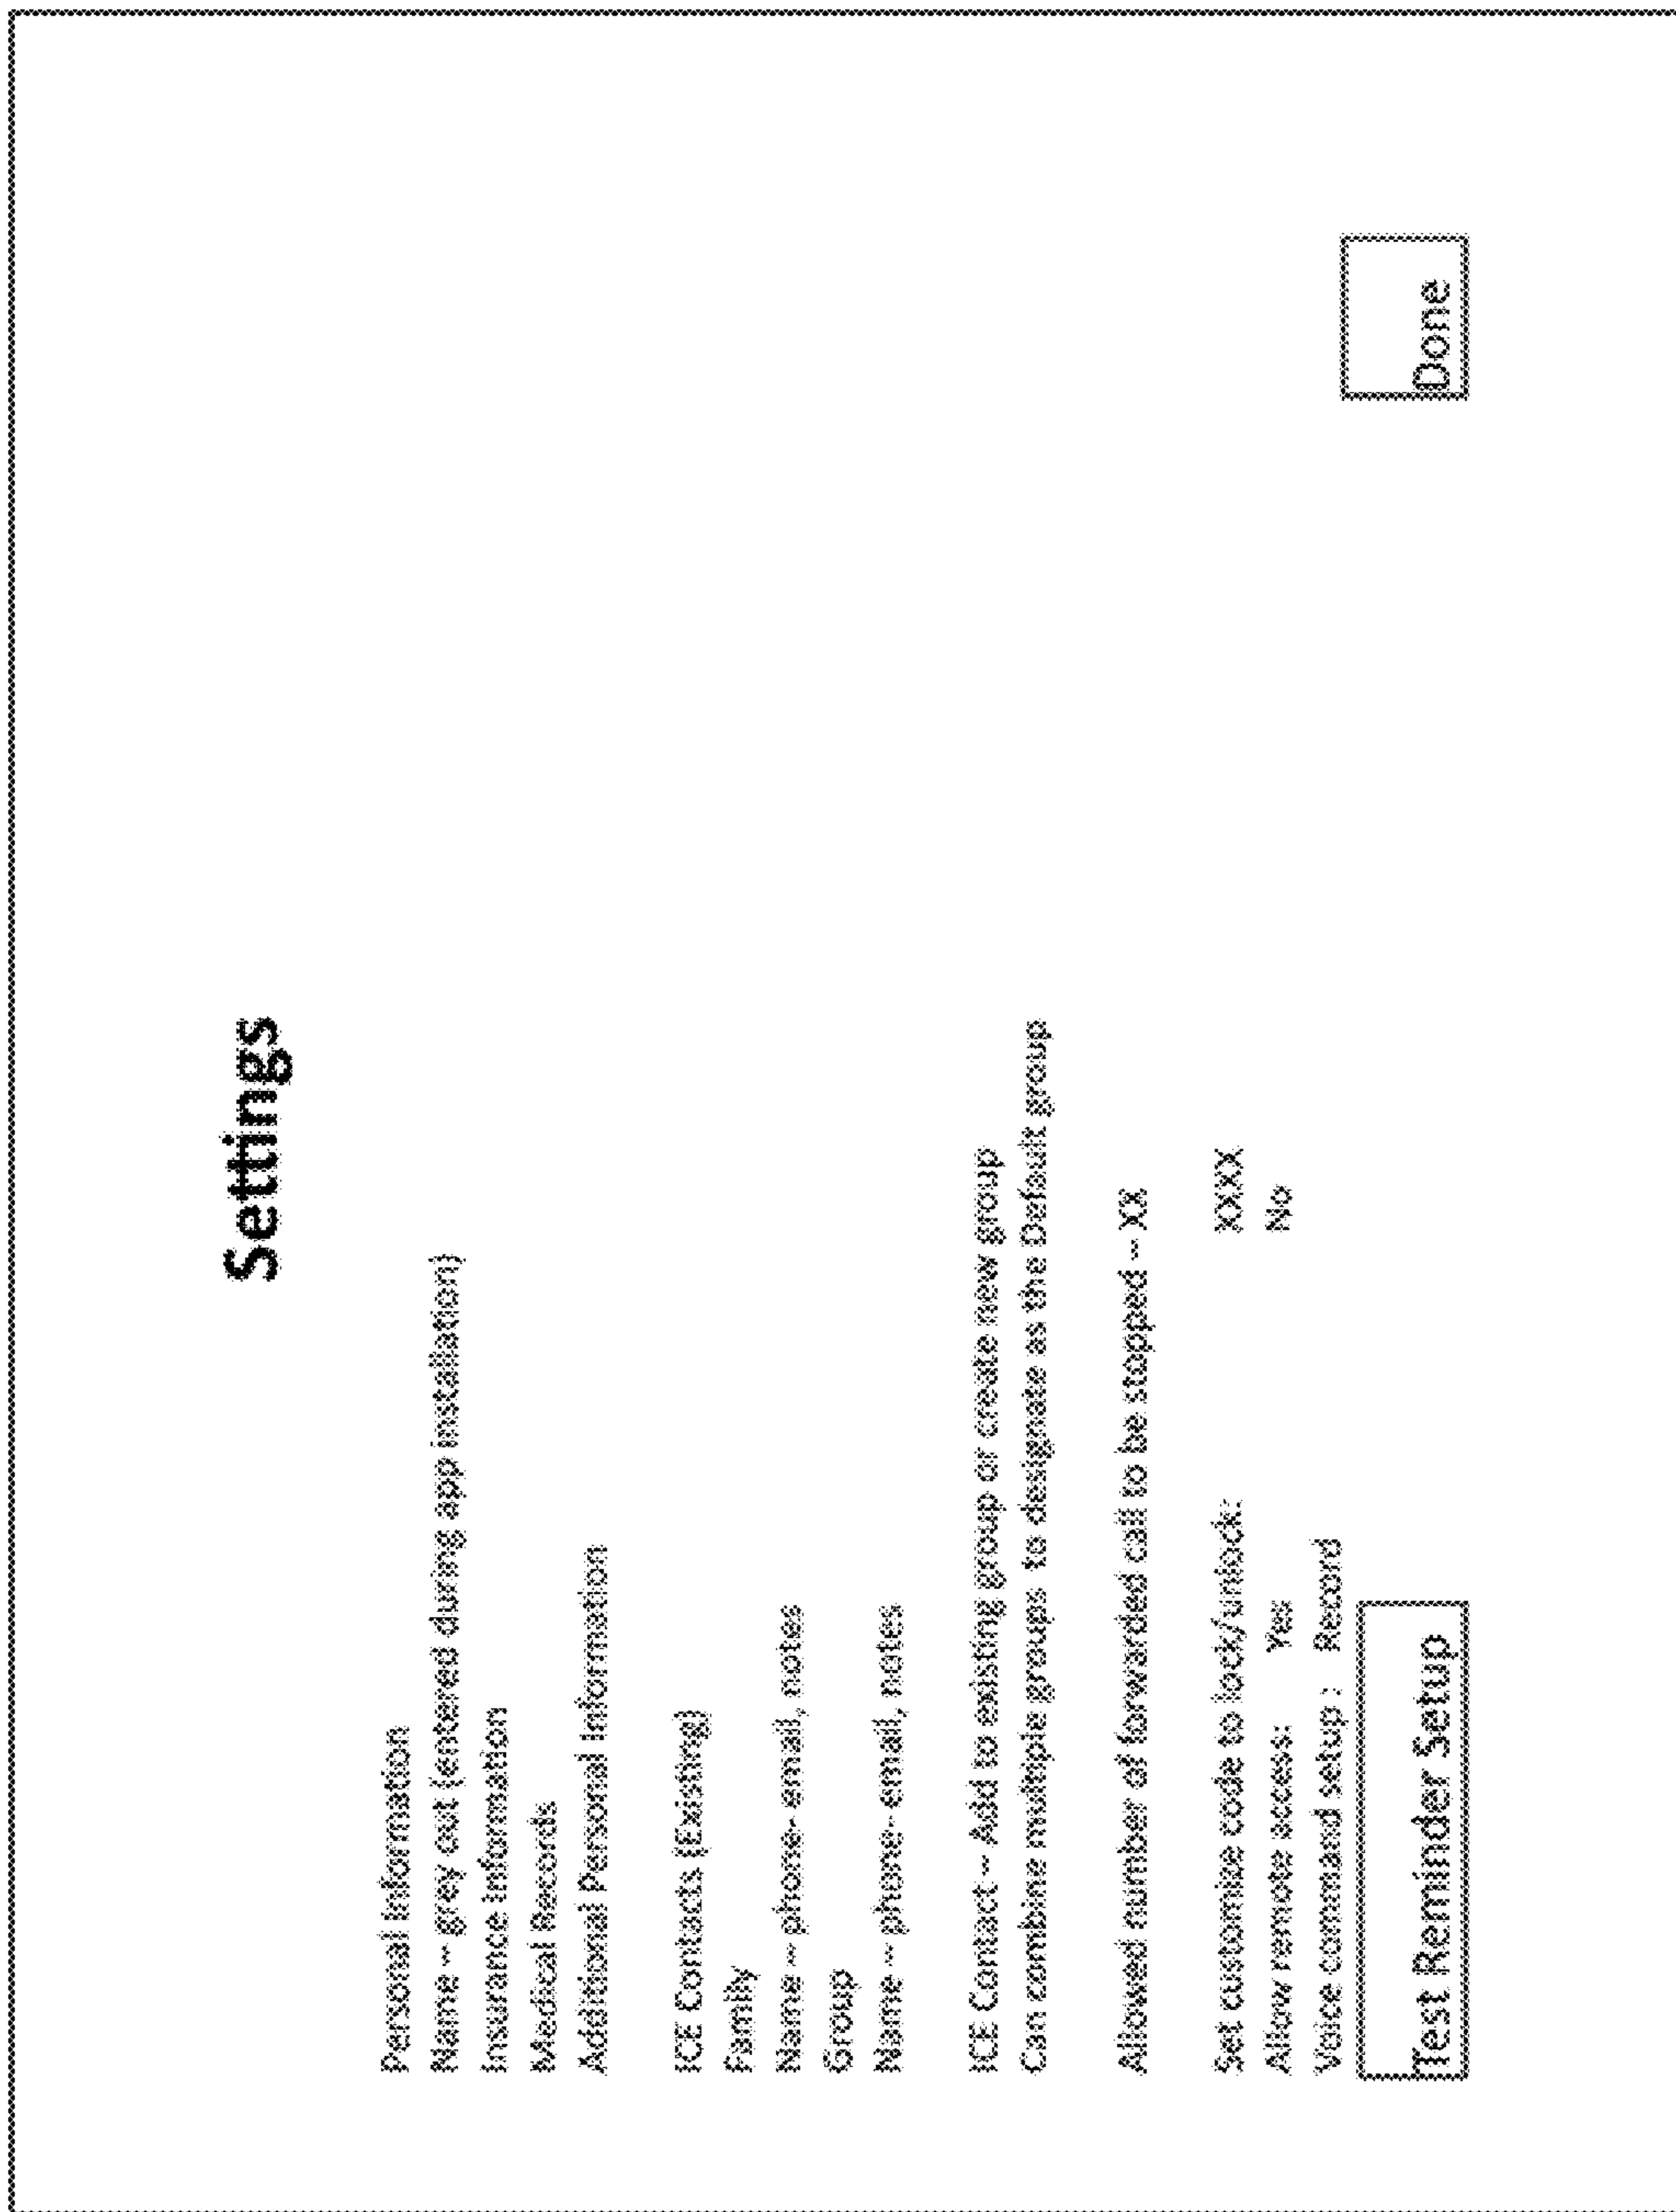 Settings
Personal Information
Name – grey out (entered during app installation)
Insurance Information
Medical Records
Additional Personal Information
ICE Contacts (Existing)
Family
Name – phone- email, notes
Group
Name – phone- email, notes
ICE Contact – Add to existing group or create new group
Can combine multiple groups to designate as the Default group
Allowed number of forwarded call to be stopped – XX
Set customize code to lock/unlock: XXXX
Allow remote access: Yes No
Voice command setup : Record
Test Reminder Setup
Done